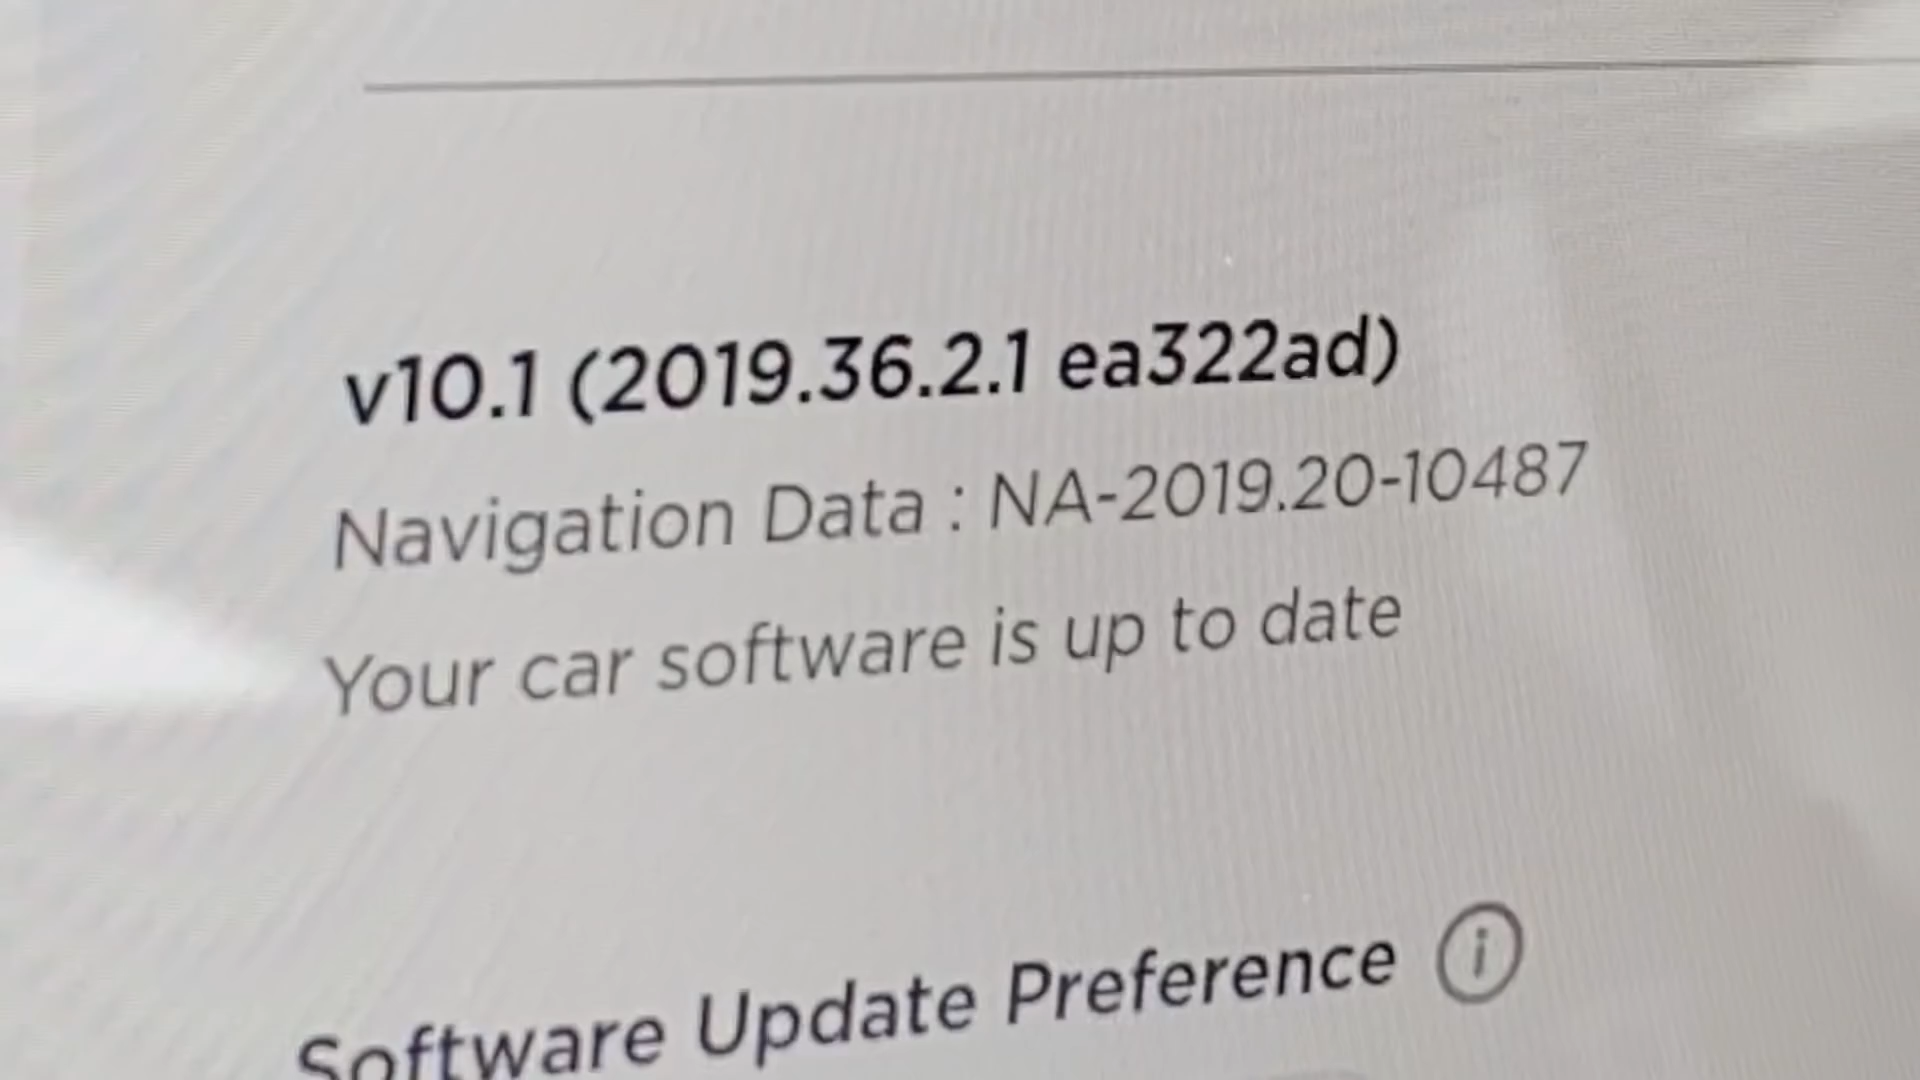 v10.1 (2019.36.2.1 ea322ad)
Navigation Data : NA-2019.20-10487
Your car software is up to date
Software Update Preference i